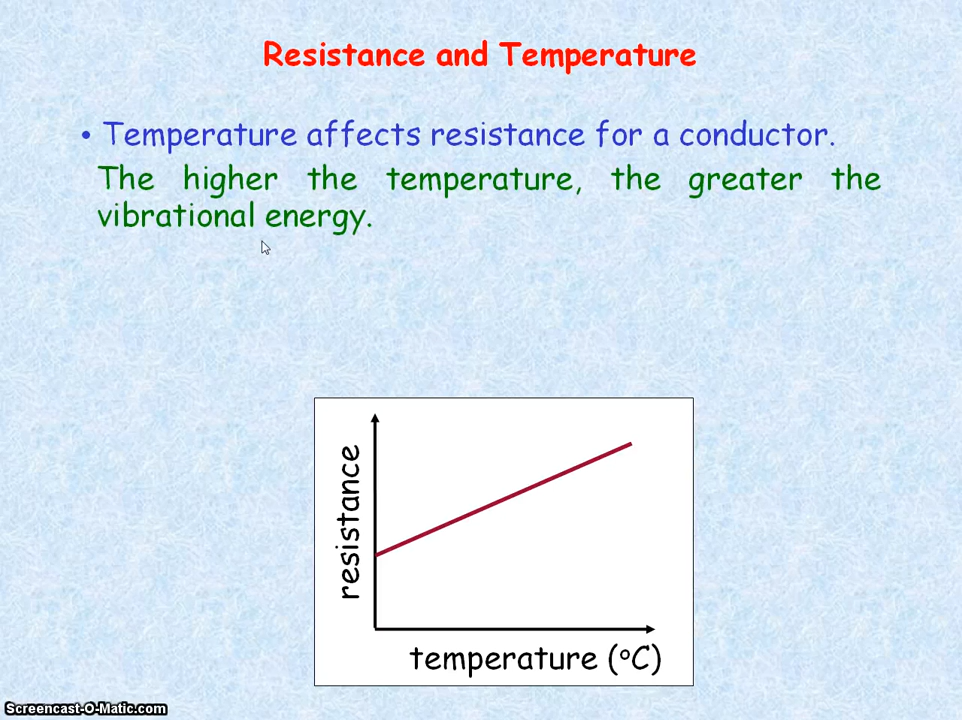 Resistance and Temperature
• Temperature affects resistance for a conductor.
The higher the temperature, the greater the
vibrational energy.
resistance
temperature (°C)
Screencast-O-Matic.com